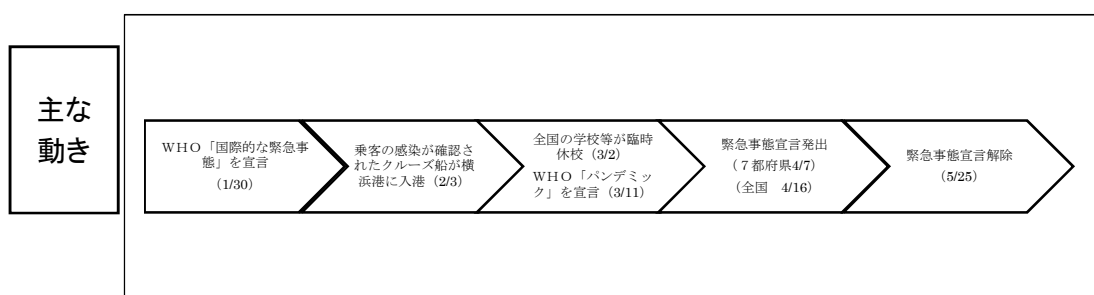 主な
動き
ＷＨＯ「国際的な緊急事
態」を宣言
（1/30）
乗客の感染が確認さ
れたクルーズ船が横
浜港に入港（2/3）
全国の学校等が臨時
休校（3/2）
ＷＨＯ「パンデミッ
ク」を宣言（3/11）
緊急事態宣言発出
（７都府県4/7）
（全国　4/16）
緊急事態宣言解除
（5/25）